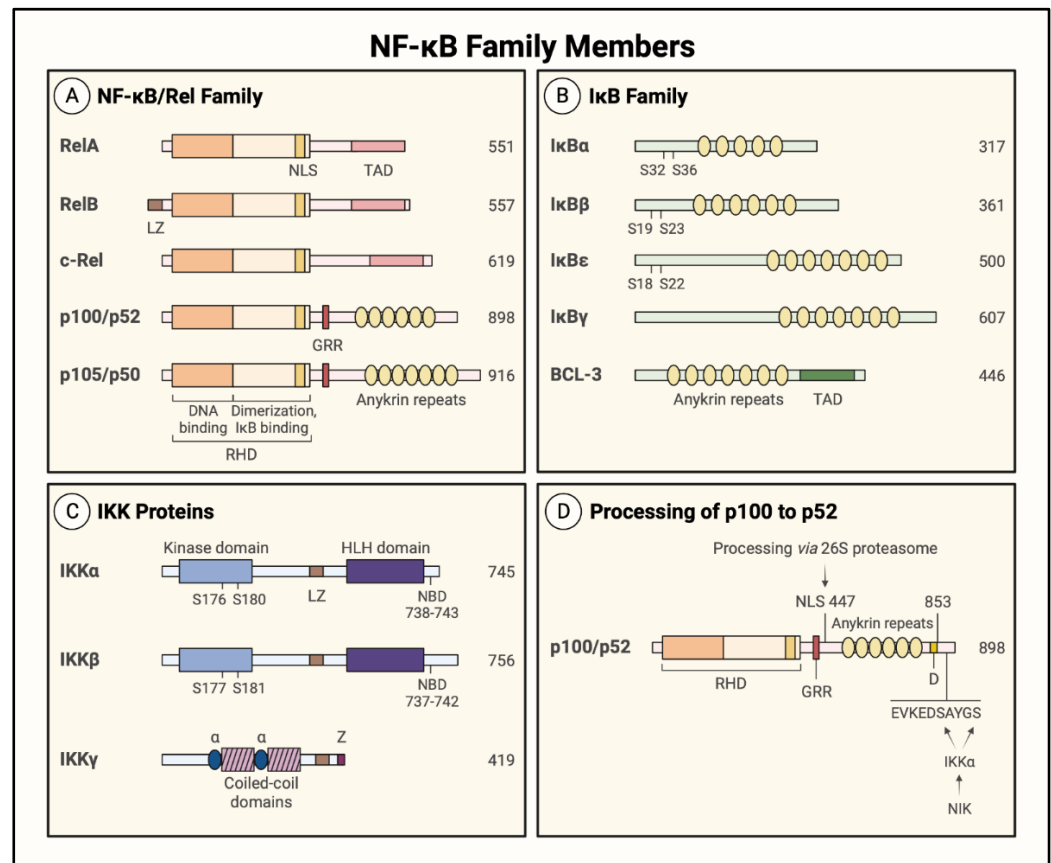 NF-κB Family Members
A NF-κB/Rel Family
RelA 551
NLS TAD
RelB 557
LZ
c-Rel 619
p100/p52 898
GRR
p105/p50 916
Anykrin repeats
DNA binding
Dimerization, IκB binding
RHD
B IκB Family
IκBα 317
S32 S36
IκBβ 361
S19 S23
IκBε 500
S18 S22
IκBγ 607
BCL-3 446
Anykrin repeats TAD
C IKK Proteins
Kinase domain HLH domain
IKKα 745
S176 S180 LZ NBD
738-743
IKKβ 756
S177 S181 NBD
737-742
α α Z
IKKγ 419
Coiled-coil
domains
D Processing of p100 to p52
Processing via 26S proteasome
NLS 447 853
Anykrin repeats
p100/p52 898
RHD GRR D
EVKEDSAYGS
IKKα
NIK